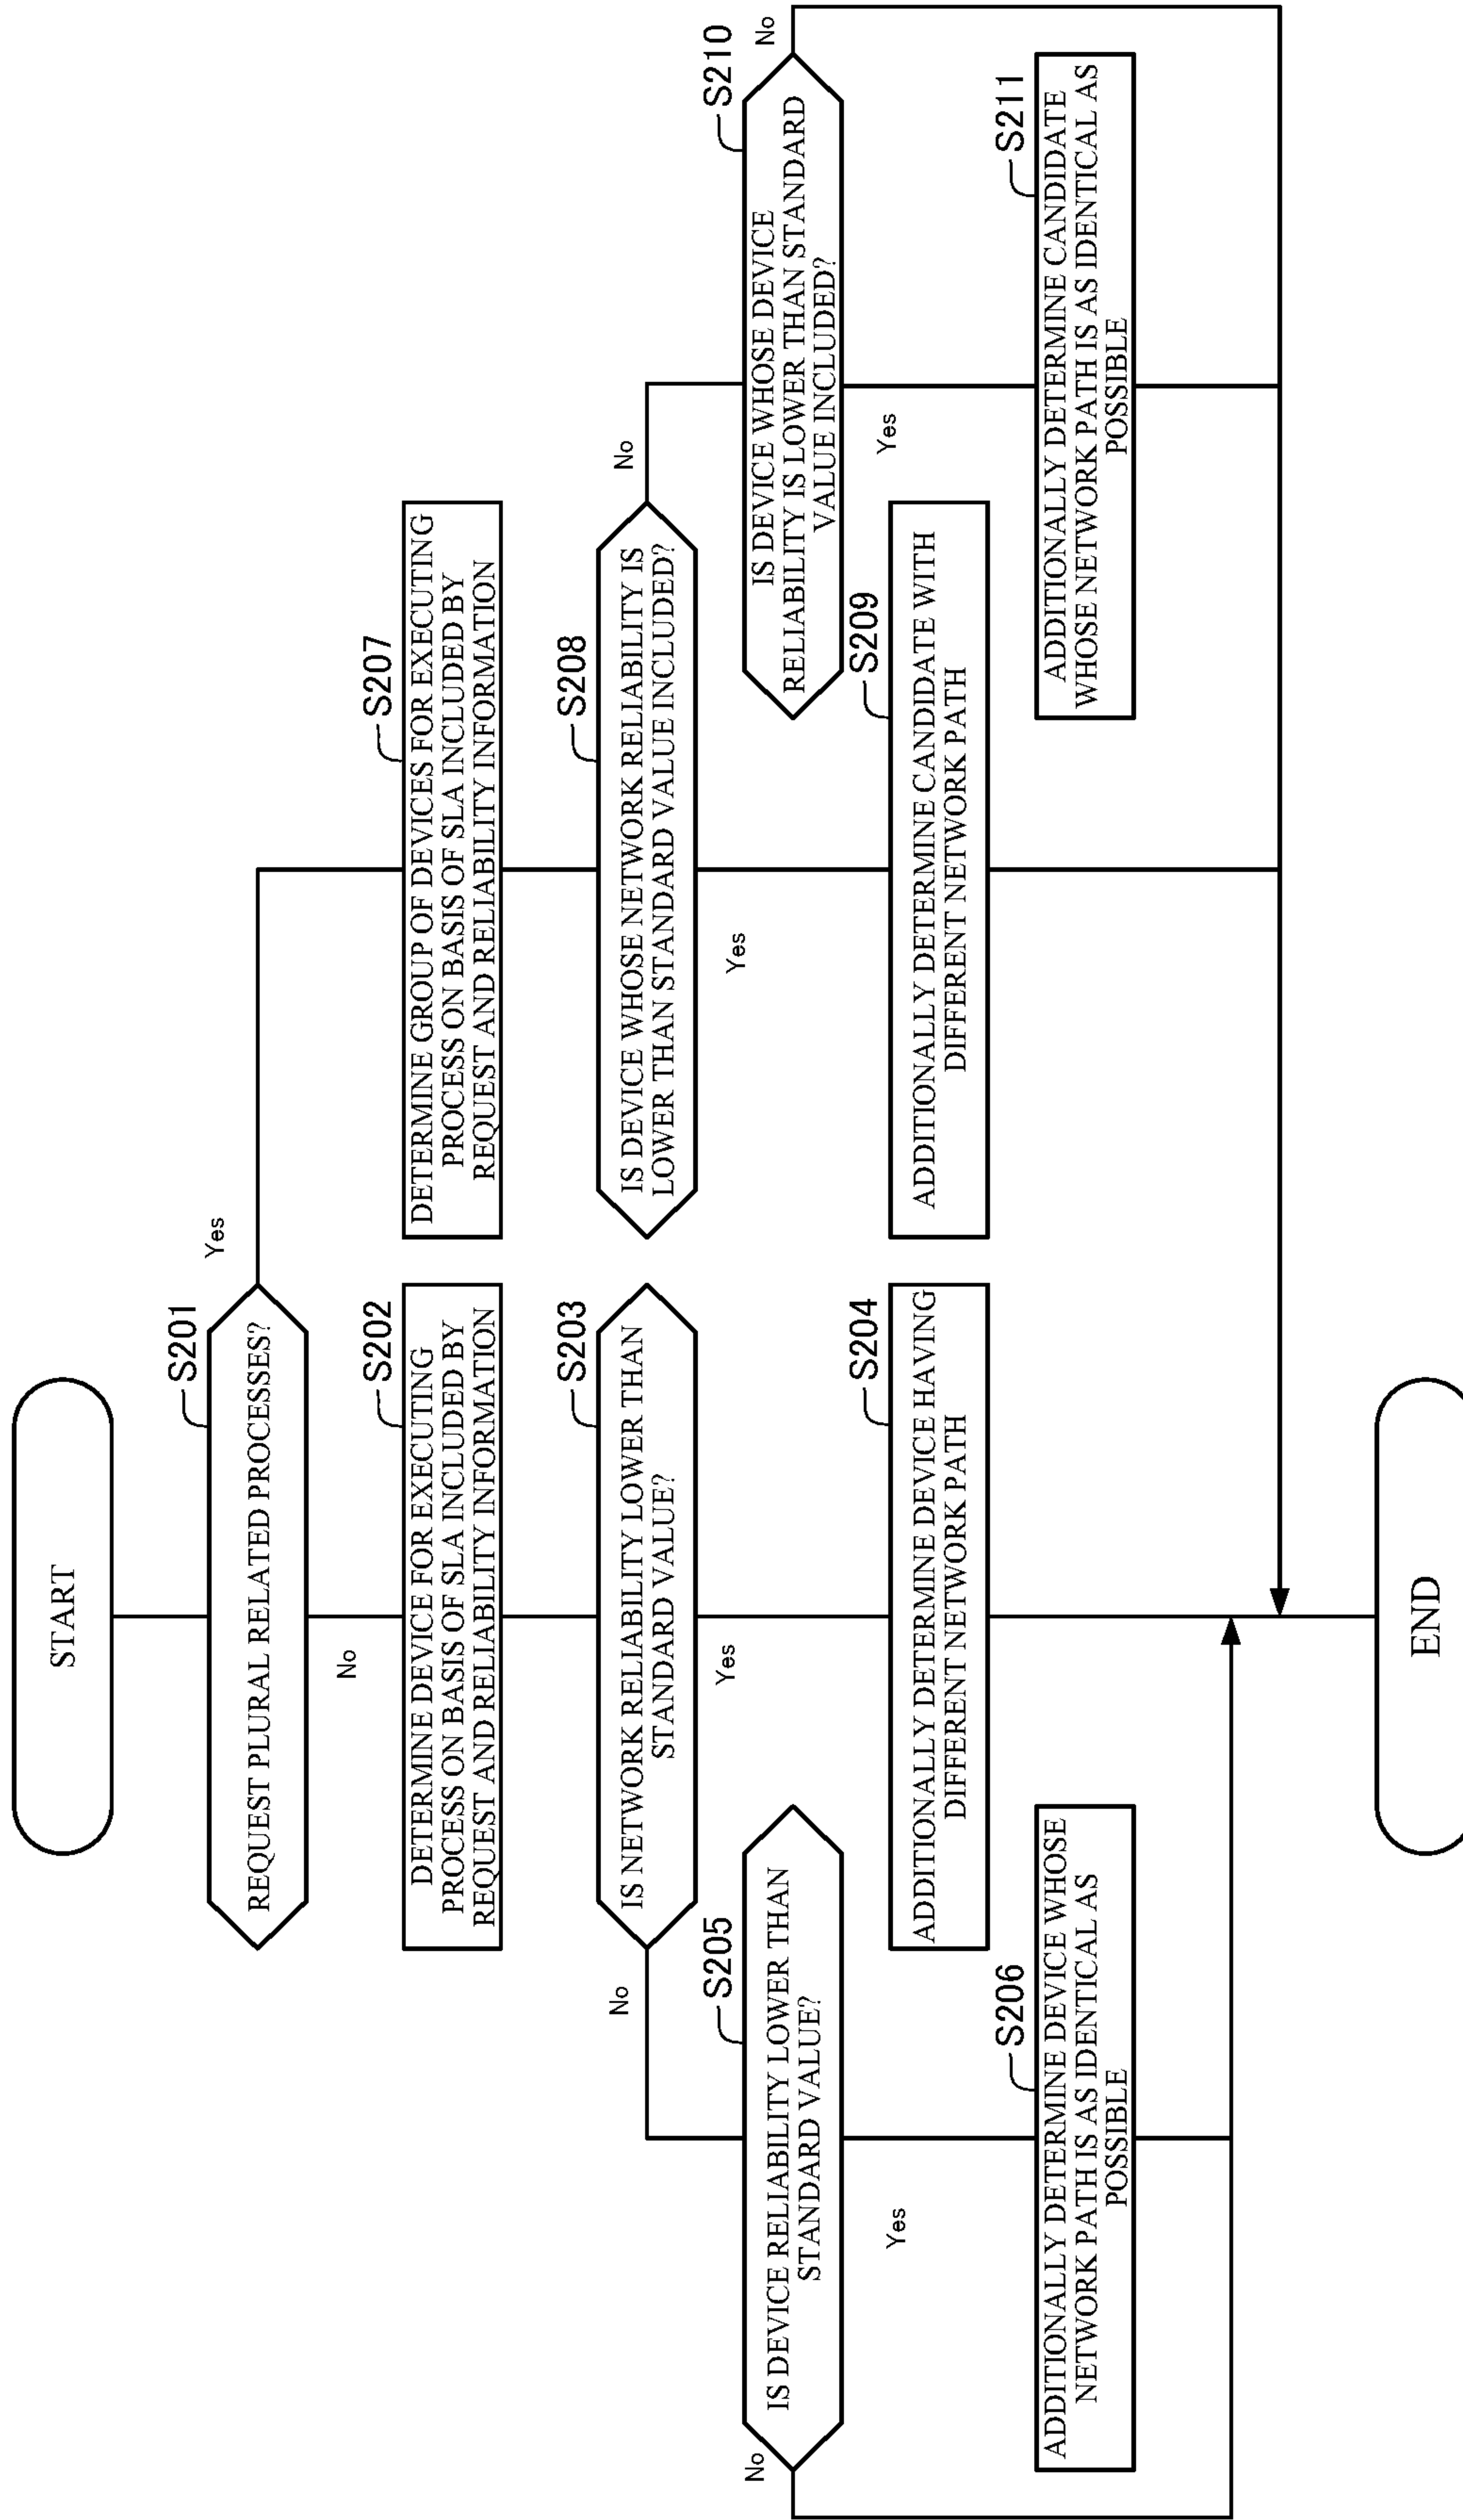 START
S201
REQUEST PLURAL RELATED PROCESSES?
Yes
No
S202
DETERMINE DEVICE FOR EXECUTING
PROCESS ON BASIS OF SLA INCLUDED BY
REQUEST AND RELIABILITY INFORMATION
S203
IS NETWORK RELIABILITY LOWER THAN
STANDARD VALUE?
No
Yes
S205
IS DEVICE RELIABILITY LOWER THAN
STANDARD VALUE?
No
Yes
S204
ADDITIONALLY DETERMINE DEVICE HAVING
DIFFERENT NETWORK PATH
S206
ADDITIONALLY DETERMINE DEVICE WHOSE
NETWORK PATH IS AS IDENTICAL AS
POSSIBLE
S207
DETERMINE GROUP OF DEVICES FOR EXECUTING
PROCESS ON BASIS OF SLA INCLUDED BY
REQUEST AND RELIABILITY INFORMATION
S208
IS DEVICE WHOSE NETWORK RELIABILITY IS
LOWER THAN STANDARD VALUE INCLUDED?
No
Yes
S210
IS DEVICE WHOSE DEVICE
RELIABILITY IS LOWER THAN STANDARD
VALUE INCLUDED?
No
Yes
S209
ADDITIONALLY DETERMINE CANDIDATE WITH
DIFFERENT NETWORK PATH
S211
ADDITIONALLY DETERMINE CANDIDATE
WHOSE NETWORK PATH IS AS IDENTICAL AS
POSSIBLE
END